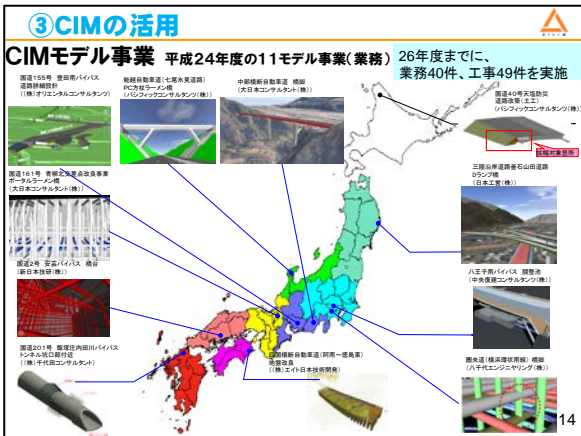 ③CIMの活用
CIMモデル事業 平成24年度の11モデル事業(業務)
26年度までに、
業務40件、工事49件を実施
国道155号 豊田南バイパス
道路詳細設計
((株)オリエンタルコンサルタンツ)
能越自動車道(七尾氷見道路)
PC方杖ラーメン橋
(パシフィックコンサルタンツ(株))
中部横断自動車道 橋脚
(大日本コンサルタント(株))
国道40号天塩防災
道路改築(土工)
(パシフィックコンサルタンツ(株))
拡幅対象箇所
国道161号 青柳北交差点改良事業
ポータルラーメン橋
(大日本コンサルタント(株))
三陸沿岸道路釜石山田道路
Dランプ橋
(日本工営(株))
国道2号 安芸バイパス 橋台
(新日本技研(株))
八王子南バイパス 調整池
(中央復建コンサルタンツ(株))
国道201号 飯塚庄内田川バイパス
トンネル坑口部付近
((株)千代田コンサルタント)
四国横断自動車道(阿南～徳島東)
地盤改良
((株)エイト日本技術開発)
圏央道(横浜環状南線)橋脚
(八千代エンジニヤリング(株))
14